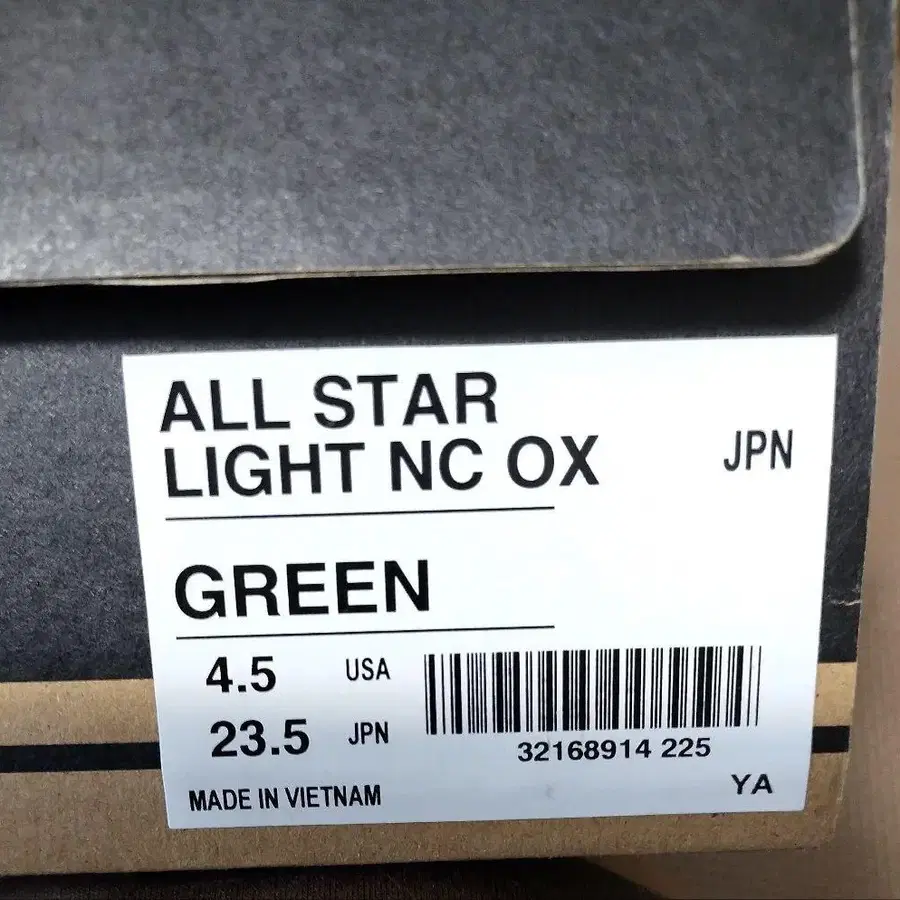 ALL STAR
LIGHT NC OX
JPN
GREEN
4.5 USA
23.5 JPN
32168914 225
MADE IN VIETNAM
YA